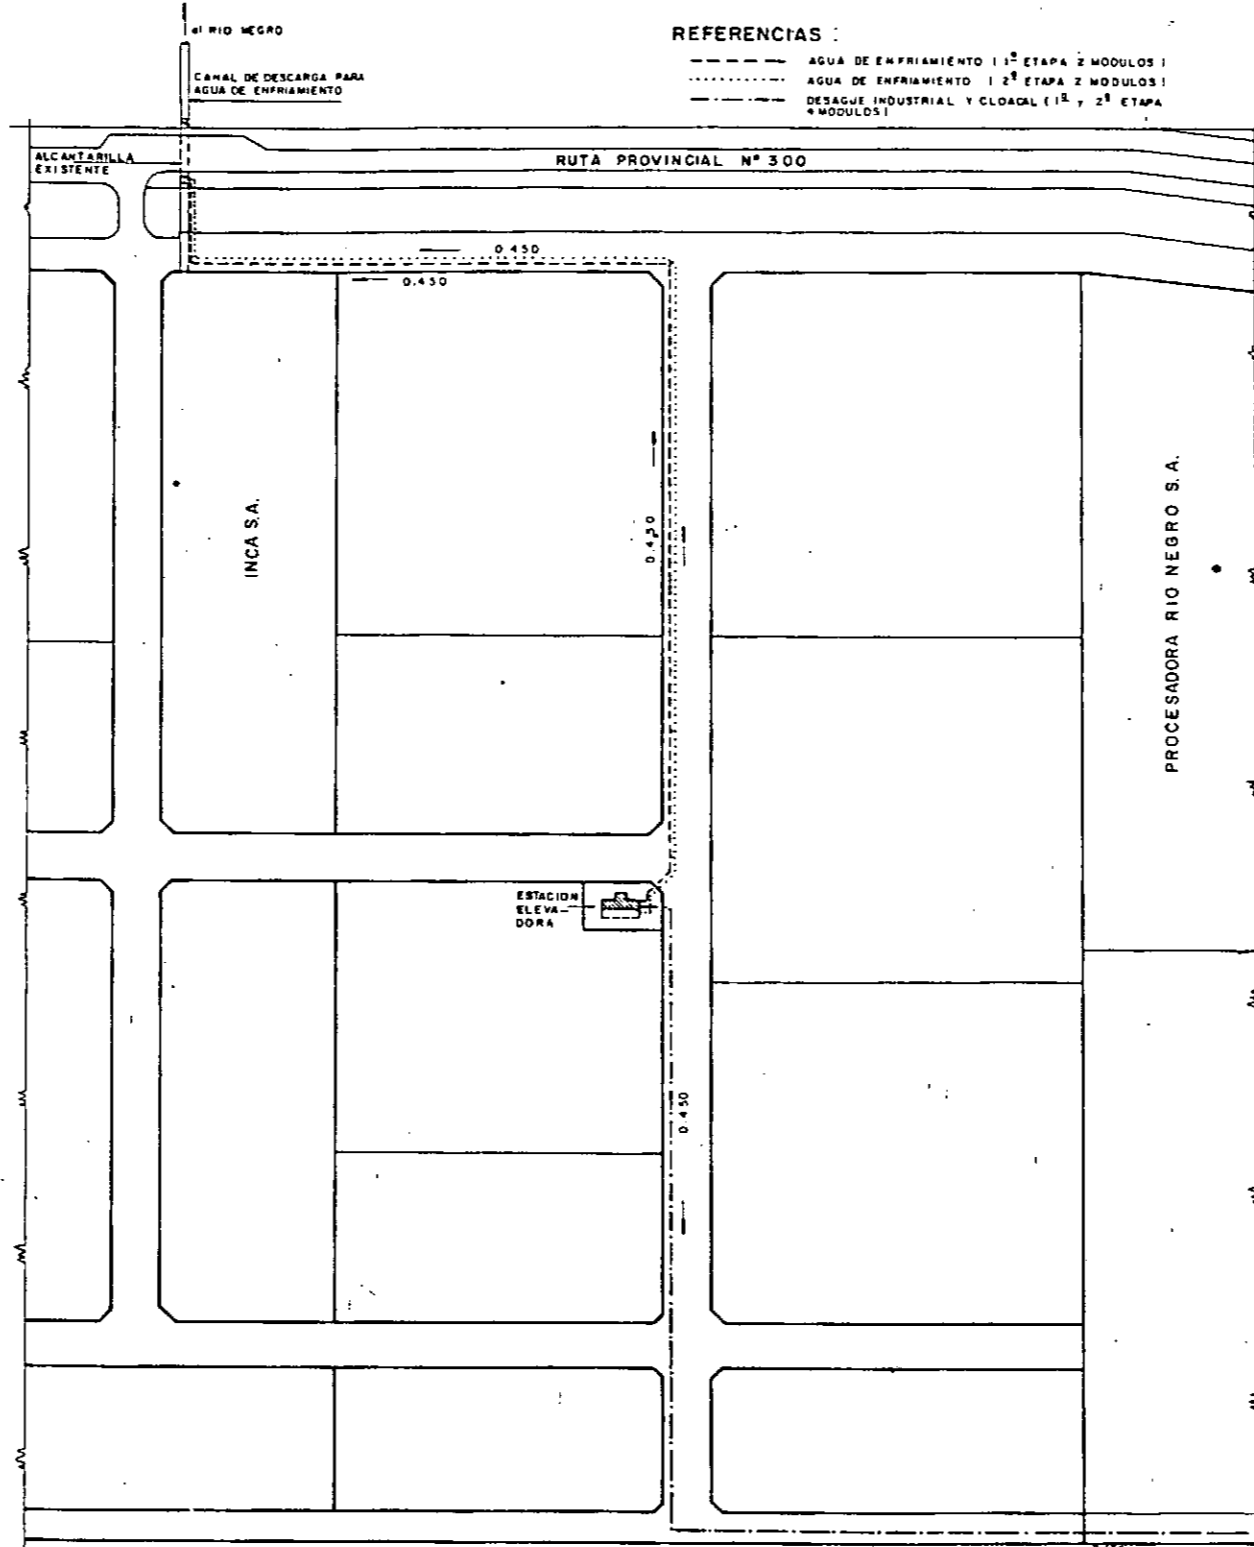 al RIO NEGRO
CANAL DE DESCARGA PARA
AGUA DE ENFRIAMIENTO
REFERENCIAS :
AGUA DE ENFRIAMIENTO ( 1ª ETAPA 2 MODULOS )
AGUA DE ENFRIAMIENTO ( 2ª ETAPA 2 MODULOS )
DESAGUE INDUSTRIAL Y CLOACAL ( 1ª y 2ª ETAPA
4 MODULOS )
ALCANTARILLA
EXISTENTE
RUTA PROVINCIAL Nº 300
0.450
0.450
INCA S.A.
0.450
PROCESADORA RIO NEGRO S.A.
ESTACION
ELEVA-
DORA
0.450